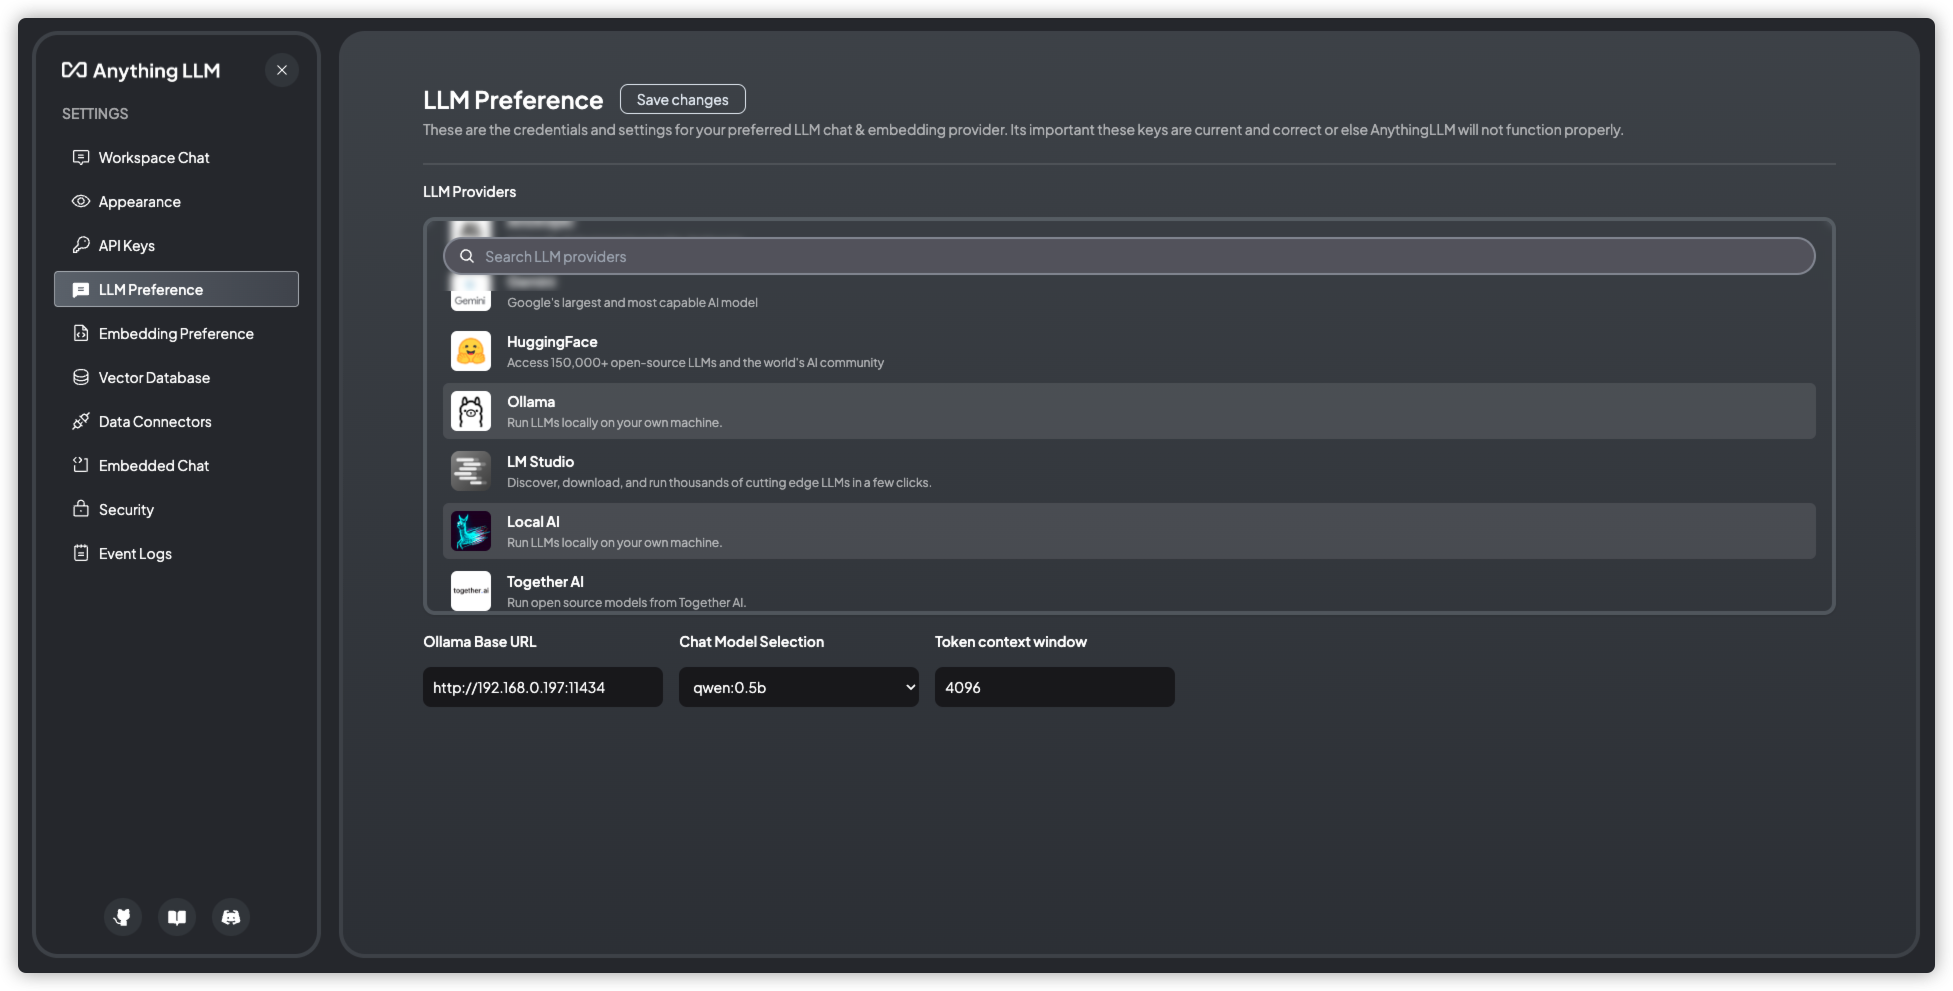 Anything LLM
SETTINGS
Workspace Chat
Appearance
API Keys
LLM Preference
Embedding Preference
Vector Database
Data Connectors
Embedded Chat
Security
Event Logs
LLM Preference
Save changes
These are the credentials and settings for your preferred LLM chat & embedding provider. Its important these keys are current and correct or else AnythingLLM will not function properly.
LLM Providers
Search LLM providers
Gemini
Gemini
Google's largest and most capable AI model
HuggingFace
Access 150,000+ open-source LLMs and the world's AI community
Ollama
Run LLMs locally on your own machine.
LM Studio
Discover, download, and run thousands of cutting edge LLMs in a few clicks.
Local AI
Run LLMs locally on your own machine.
together.ai
Together AI
Run open source models from Together AI.
Ollama Base URL
Chat Model Selection
Token context window
http://192.168.0.197:11434
qwen:0.5b
4096